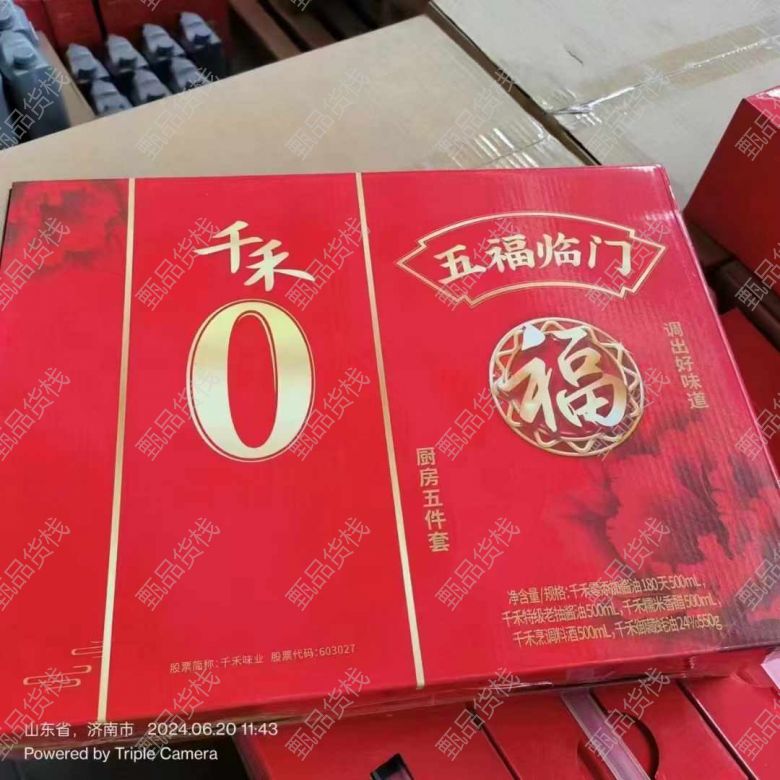 千禾
0
五福临门
福
调出好味道
厨房五件套
净含量/规格:千禾零添加酱油180天500mL,
千禾特级老抽酱油500mL,千禾糯米香醋500mL,
千禾烹调料酒500mL,千禾御藏蚝油24%550g
股票简称:千禾味业 股票代码:603027
山东省，济南市 2024.06.20 11:43
Powered by Triple Camera
甄品货栈